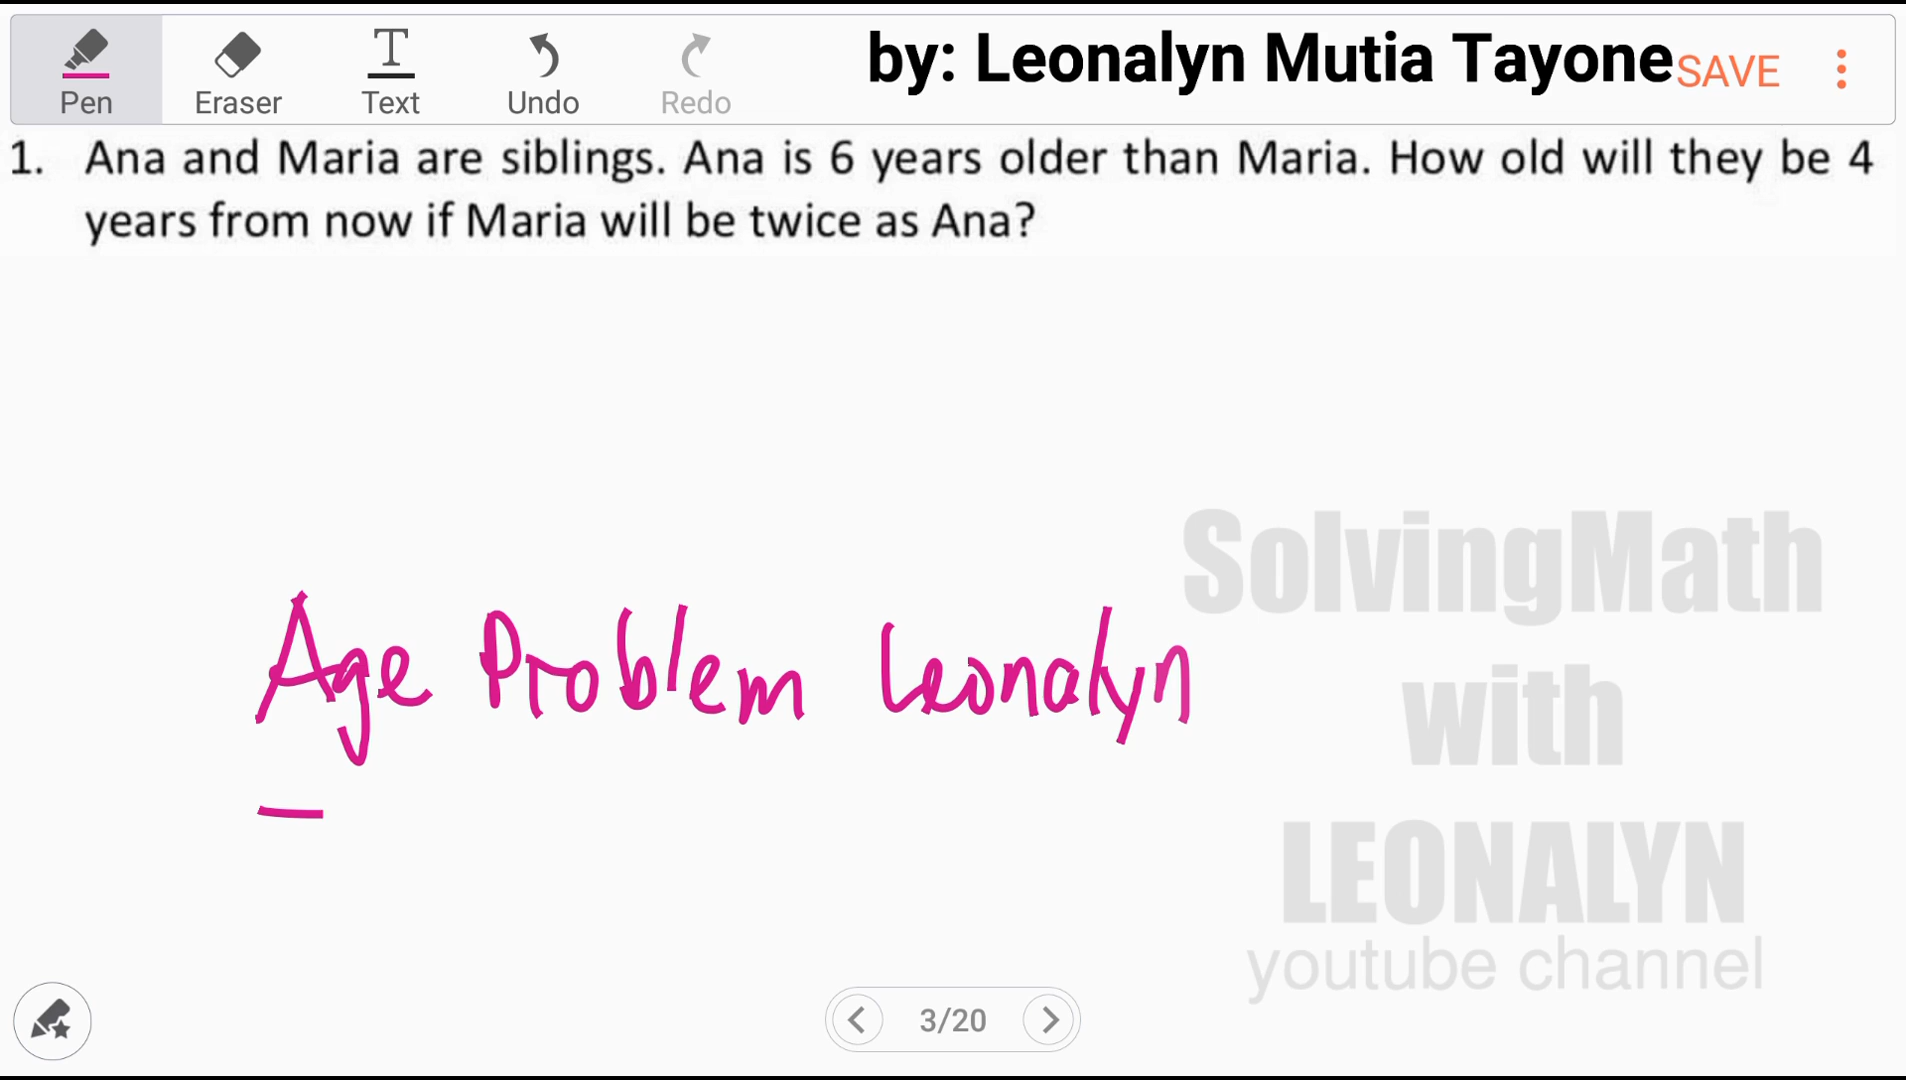 by: Leonalyn Mutia Tayone
SAVE
Pen Eraser Text Undo Redo
1. Ana and Maria are siblings. Ana is 6 years older than Maria. How old will they be 4
years from now if Maria will be twice as Ana?
SolvingMath
with
LEONALYN
youtube channel
Age Problem Leonalyn
3/20